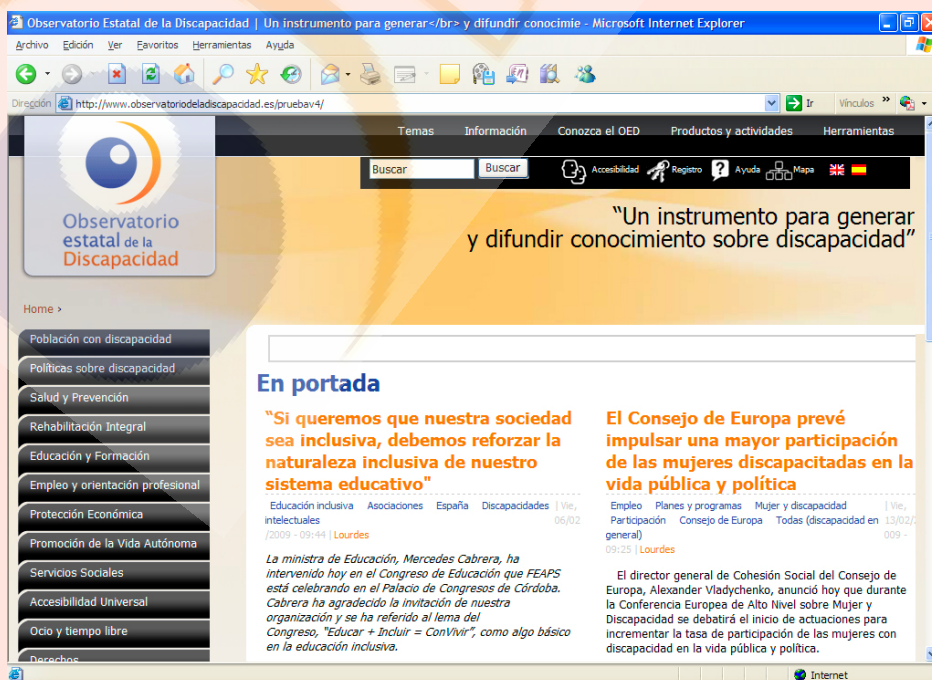 Observatorio Estatal de la Discapacidad | Un instrumento para generar</br> y difundir conocimie - Microsoft Internet Explorer
Archivo Edición Ver Favoritos Herramientas Ayuda
Dirección http://www.observatoriodeladiscapacidad.es/pruebav4/ Ir Vínculos »
Temas Información Conozca el OED Productos y actividades Herramientas
Buscar Buscar Accesibilidad Registro Ayuda Mapa
Observatorio
estatal de la
Discapacidad
“Un instrumento para generar
y difundir conocimiento sobre discapacidad”
Home ›
Población con discapacidad
Políticas sobre discapacidad
Salud y Prevención
Rehabilitación Integral
Educación y Formación
Empleo y orientación profesional
Protección Económica
Promoción de la Vida Autónoma
Servicios Sociales
Accesibilidad Universal
Ocio y tiempo libre
Derechos
En portada
“Si queremos que nuestra sociedad
sea inclusiva, debemos reforzar la
naturaleza inclusiva de nuestro
sistema educativo"
Educación inclusiva Asociaciones España Discapacidades | Vie,
intelectuales 06/02
/2009 - 09:44 | Lourdes
La ministra de Educación, Mercedes Cabrera, ha
intervenido hoy en el Congreso de Educación que FEAPS
está celebrando en el Palacio de Congresos de Córdoba.
Cabrera ha agradecido la invitación de nuestra
organización y se ha referido al lema del
Congreso, “Educar + Incluir = ConVivir”, como algo básico
en la educación inclusiva.
El Consejo de Europa prevé
impulsar una mayor participación
de las mujeres discapacitadas en la
vida pública y política
Empleo Planes y programas Mujer y discapacidad | Vie,
Participación Consejo de Europa Todas (discapacidad en 13/02/
general) 009 -
09:25 | Lourdes
El director general de Cohesión Social del Consejo de
Europa, Alexander Vladychenko, anunció hoy que durante
la Conferencia Europea de Alto Nivel sobre Mujer y
Discapacidad se debatirá el inicio de actuaciones para
incrementar la tasa de participación de las mujeres con
discapacidad en la vida pública y política.
Internet